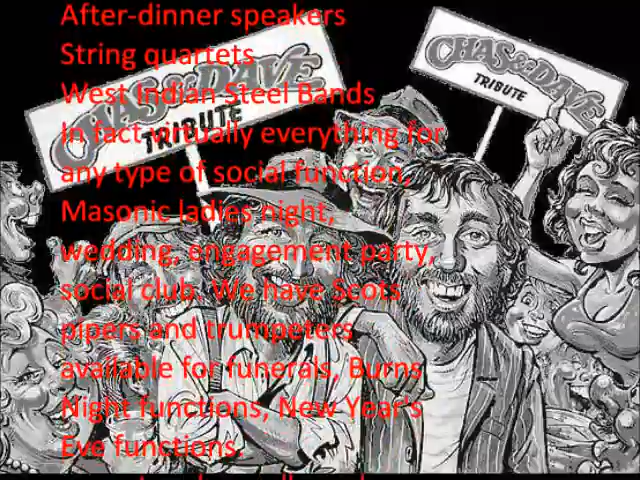 After-dinner speakers
String quartets
West Indian Steel Bands
In fact virtually everything for
any type of social function,
Masonic ladies night,
wedding, engagement party,
social club. We have Scots
pipers and trumpeters
available for funerals, Burns
Night functions, New Year's
Eve functions.
CHAS & DAVE
TRIBUTE
CHAS & DAVE
TRIBUTE